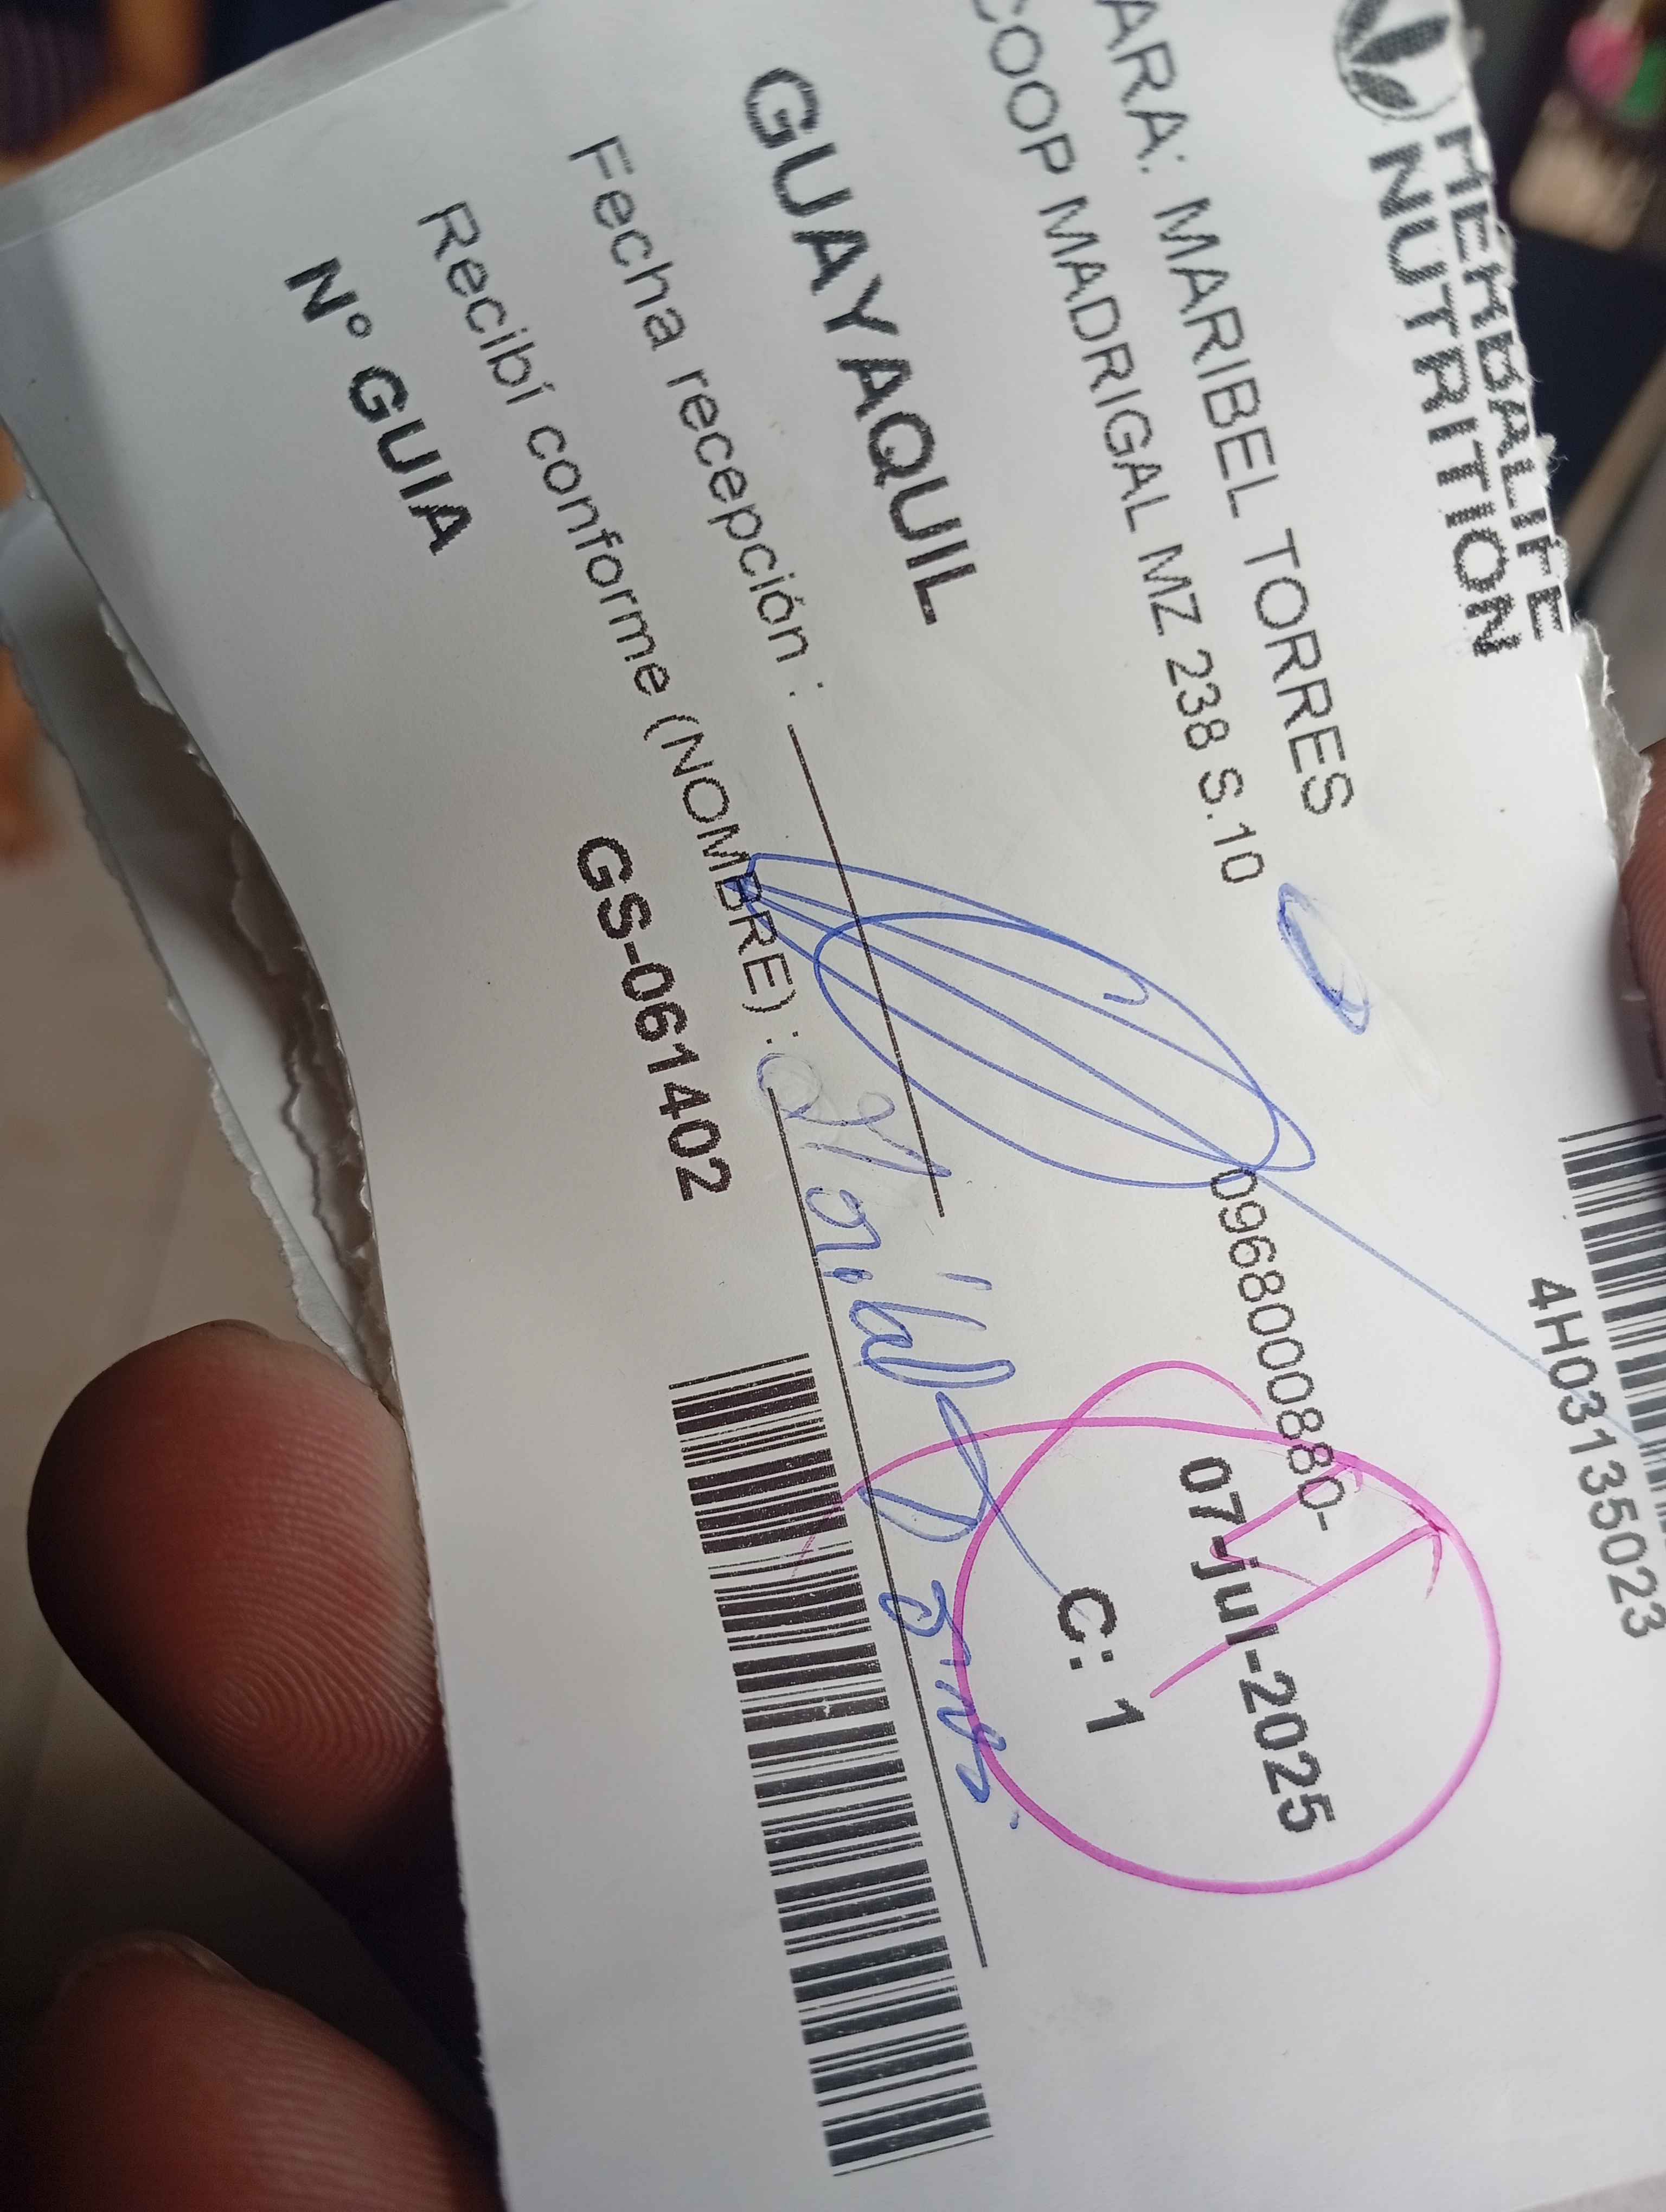 HERBALIFE
NUTRITION
4H03135023
ARA: MARIBEL TORRES
COOP MADRIGAL MZ 238 S.10
0968000880-
07-jul-2025
GUAYAQUIL
C: 1
Fecha recepción :
Recibí conforme (NOMBRE) :
N° GUIA
GS-061402